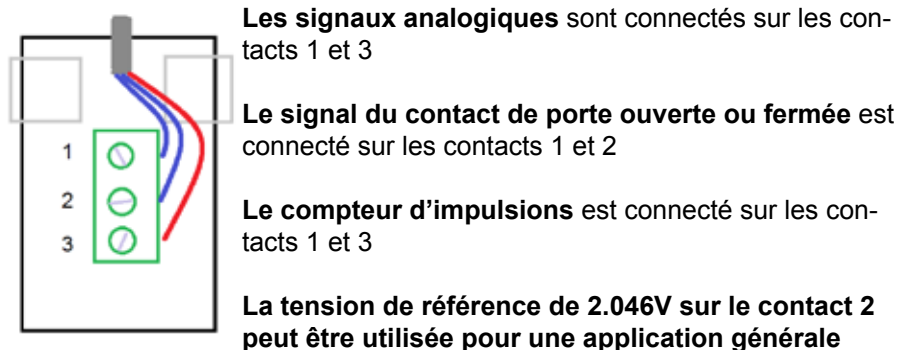 Les signaux analogiques sont connectés sur les con-
tacts 1 et 3
Le signal du contact de porte ouverte ou fermée est
connecté sur les contacts 1 et 2
Le compteur d’impulsions est connecté sur les con-
tacts 1 et 3
La tension de référence de 2.046V sur le contact 2
peut être utilisée pour une application générale
1
2
3